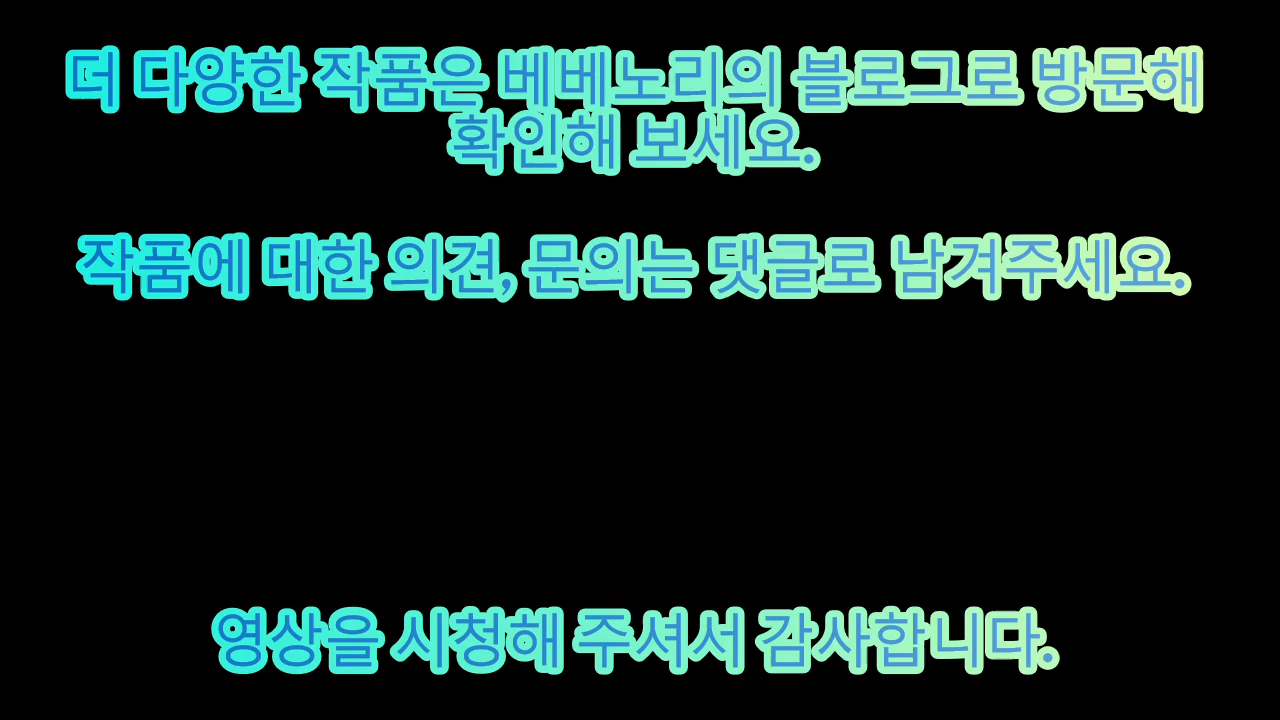 더 다양한 작품은 베베노리의 블로그로 방문해
확인해 보세요.
작품에 대한 의견, 문의는 댓글로 남겨주세요.
영상을 시청해 주셔서 감사합니다.